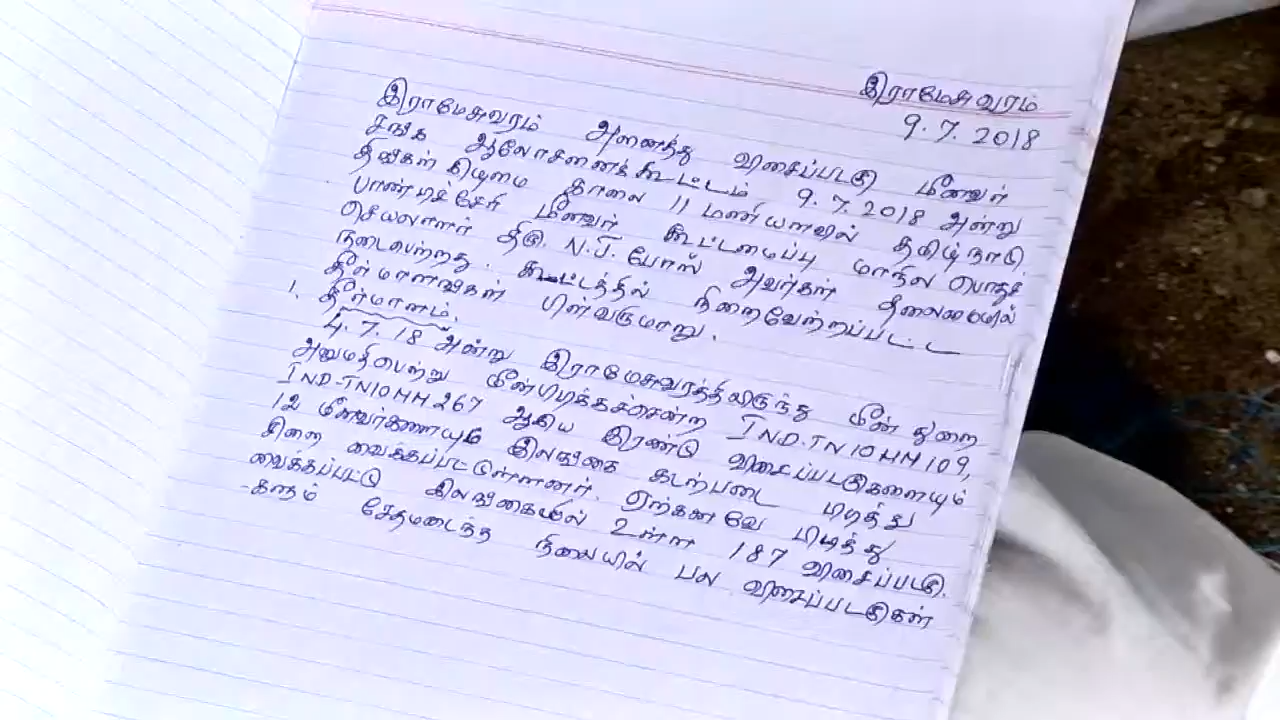 இராமேசுவரம்
9.7.2018
இராமேசுவரம் அனைத்து விசைப்படகு மீனவர்
சங்க ஆலோசனைக்கூட்டம் 9.7.2018 அன்று
திங்கள் கிழமை காலை 11 மணியளவில் தமிழ்நாடு
பாண்டிச்சேரி மீனவர் கூட்டமைப்பு மாநில பொதுச்
செயலாளர் திரு. N.J. போஸ் அவர்கள் தலைமையில்
நடைபெற்றது. கூட்டத்தில் நிறைவேற்றப்பட்ட
தீர்மானங்கள் பின்வருமாறு.
1. தீர்மானம்.
4.7.18 அன்று இராமேசுவரத்திலிருந்து மீன் துறை
அனுமதிபெற்று மீன்பிடிக்கச்சென்ற IND-TN10MM109,
IND-TN10MM267 ஆகிய இரண்டு விசைப்படகுகளையும்
12 மீனவர்களையும் இலங்கை கடற்படை பிடித்து
சிறை வைக்கப்பட்டுள்ளனர். ஏற்கனவே பிடித்து
வைக்கப்பட்டு இலங்கையில் உள்ள 187 விசைப்படகு.
-களும் சேதமடைந்த நிலையில் பல விசைப்படகுகள்